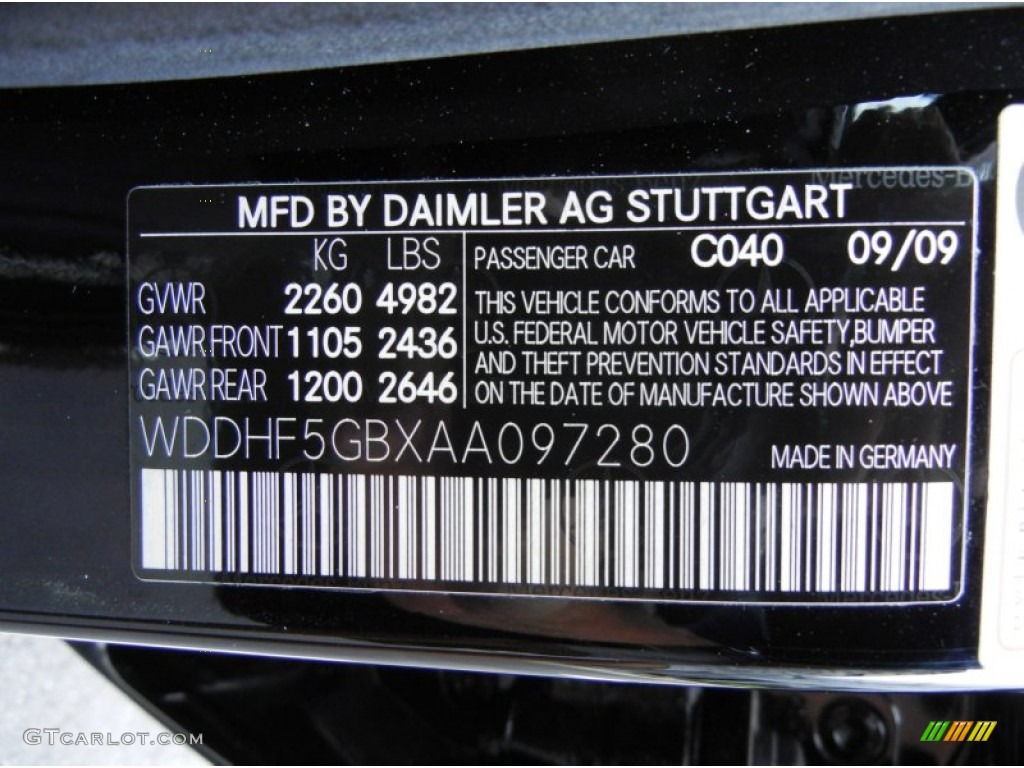 Mercedes-B
MFD BY DAIMLER AG STUTTGART
KG LBS
GVWR 2260 4982
GAWR FRONT 1105 2436
GAWR REAR 1200 2646
PASSENGER CAR C040 09/09
THIS VEHICLE CONFORMS TO ALL APPLICABLE
U.S. FEDERAL MOTOR VEHICLE SAFETY, BUMPER
AND THEFT PREVENTION STANDARDS IN EFFECT
ON THE DATE OF MANUFACTURE SHOWN ABOVE
WDDHF5GBXAA097280
MADE IN GERMANY
GTCARLOT.COM